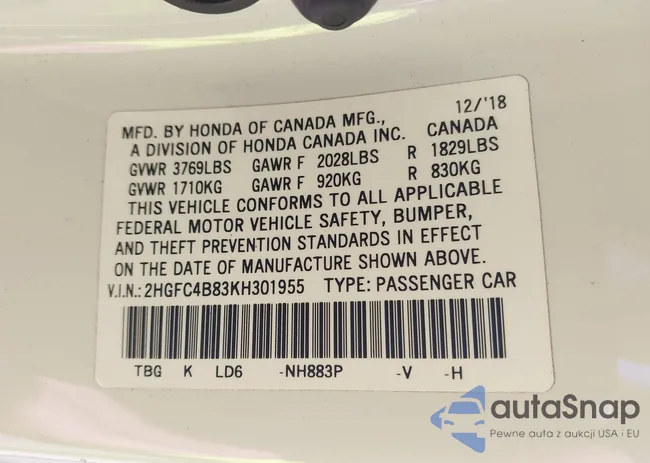 12/'18
MFD. BY HONDA OF CANADA MFG.,
A DIVISION OF HONDA CANADA INC. CANADA
GVWR 3769LBS GAWR F 2028LBS R 1829LBS
GVWR 1710KG GAWR F 920KG R 830KG
THIS VEHICLE CONFORMS TO ALL APPLICABLE
FEDERAL MOTOR VEHICLE SAFETY, BUMPER,
AND THEFT PREVENTION STANDARDS IN EFFECT
ON THE DATE OF MANUFACTURE SHOWN ABOVE.
V.I.N.: 2HGFC4B83KH301955 TYPE: PASSENGER CAR
TBG K LD6 -NH883P -V -H
autaSnap
Pewne auta z aukcji USA i EU